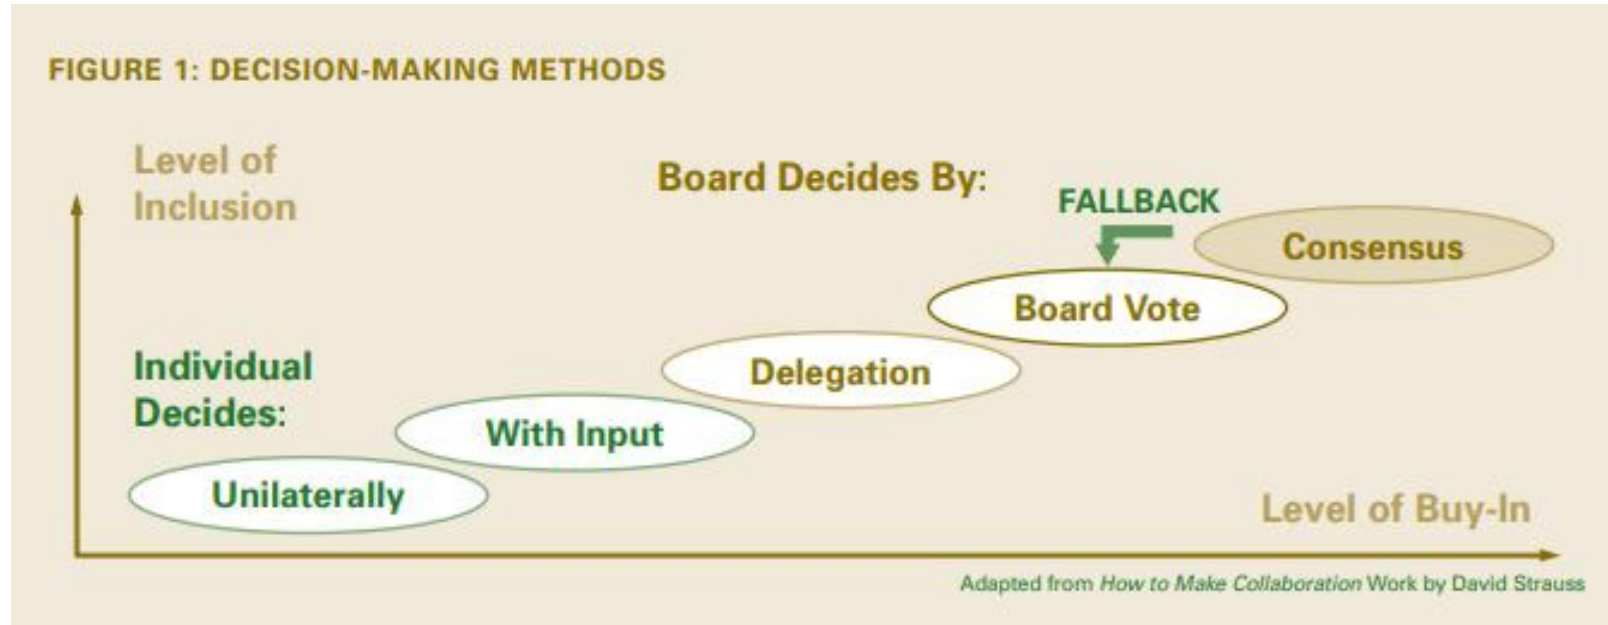 FIGURE 1: DECISION-MAKING METHODS
Level of
Inclusion
Board Decides By:
FALLBACK
Consensus
Board Vote
Delegation
Individual
Decides:
With Input
Unilaterally
Level of Buy-In
Adapted from How to Make Collaboration Work by David Strauss